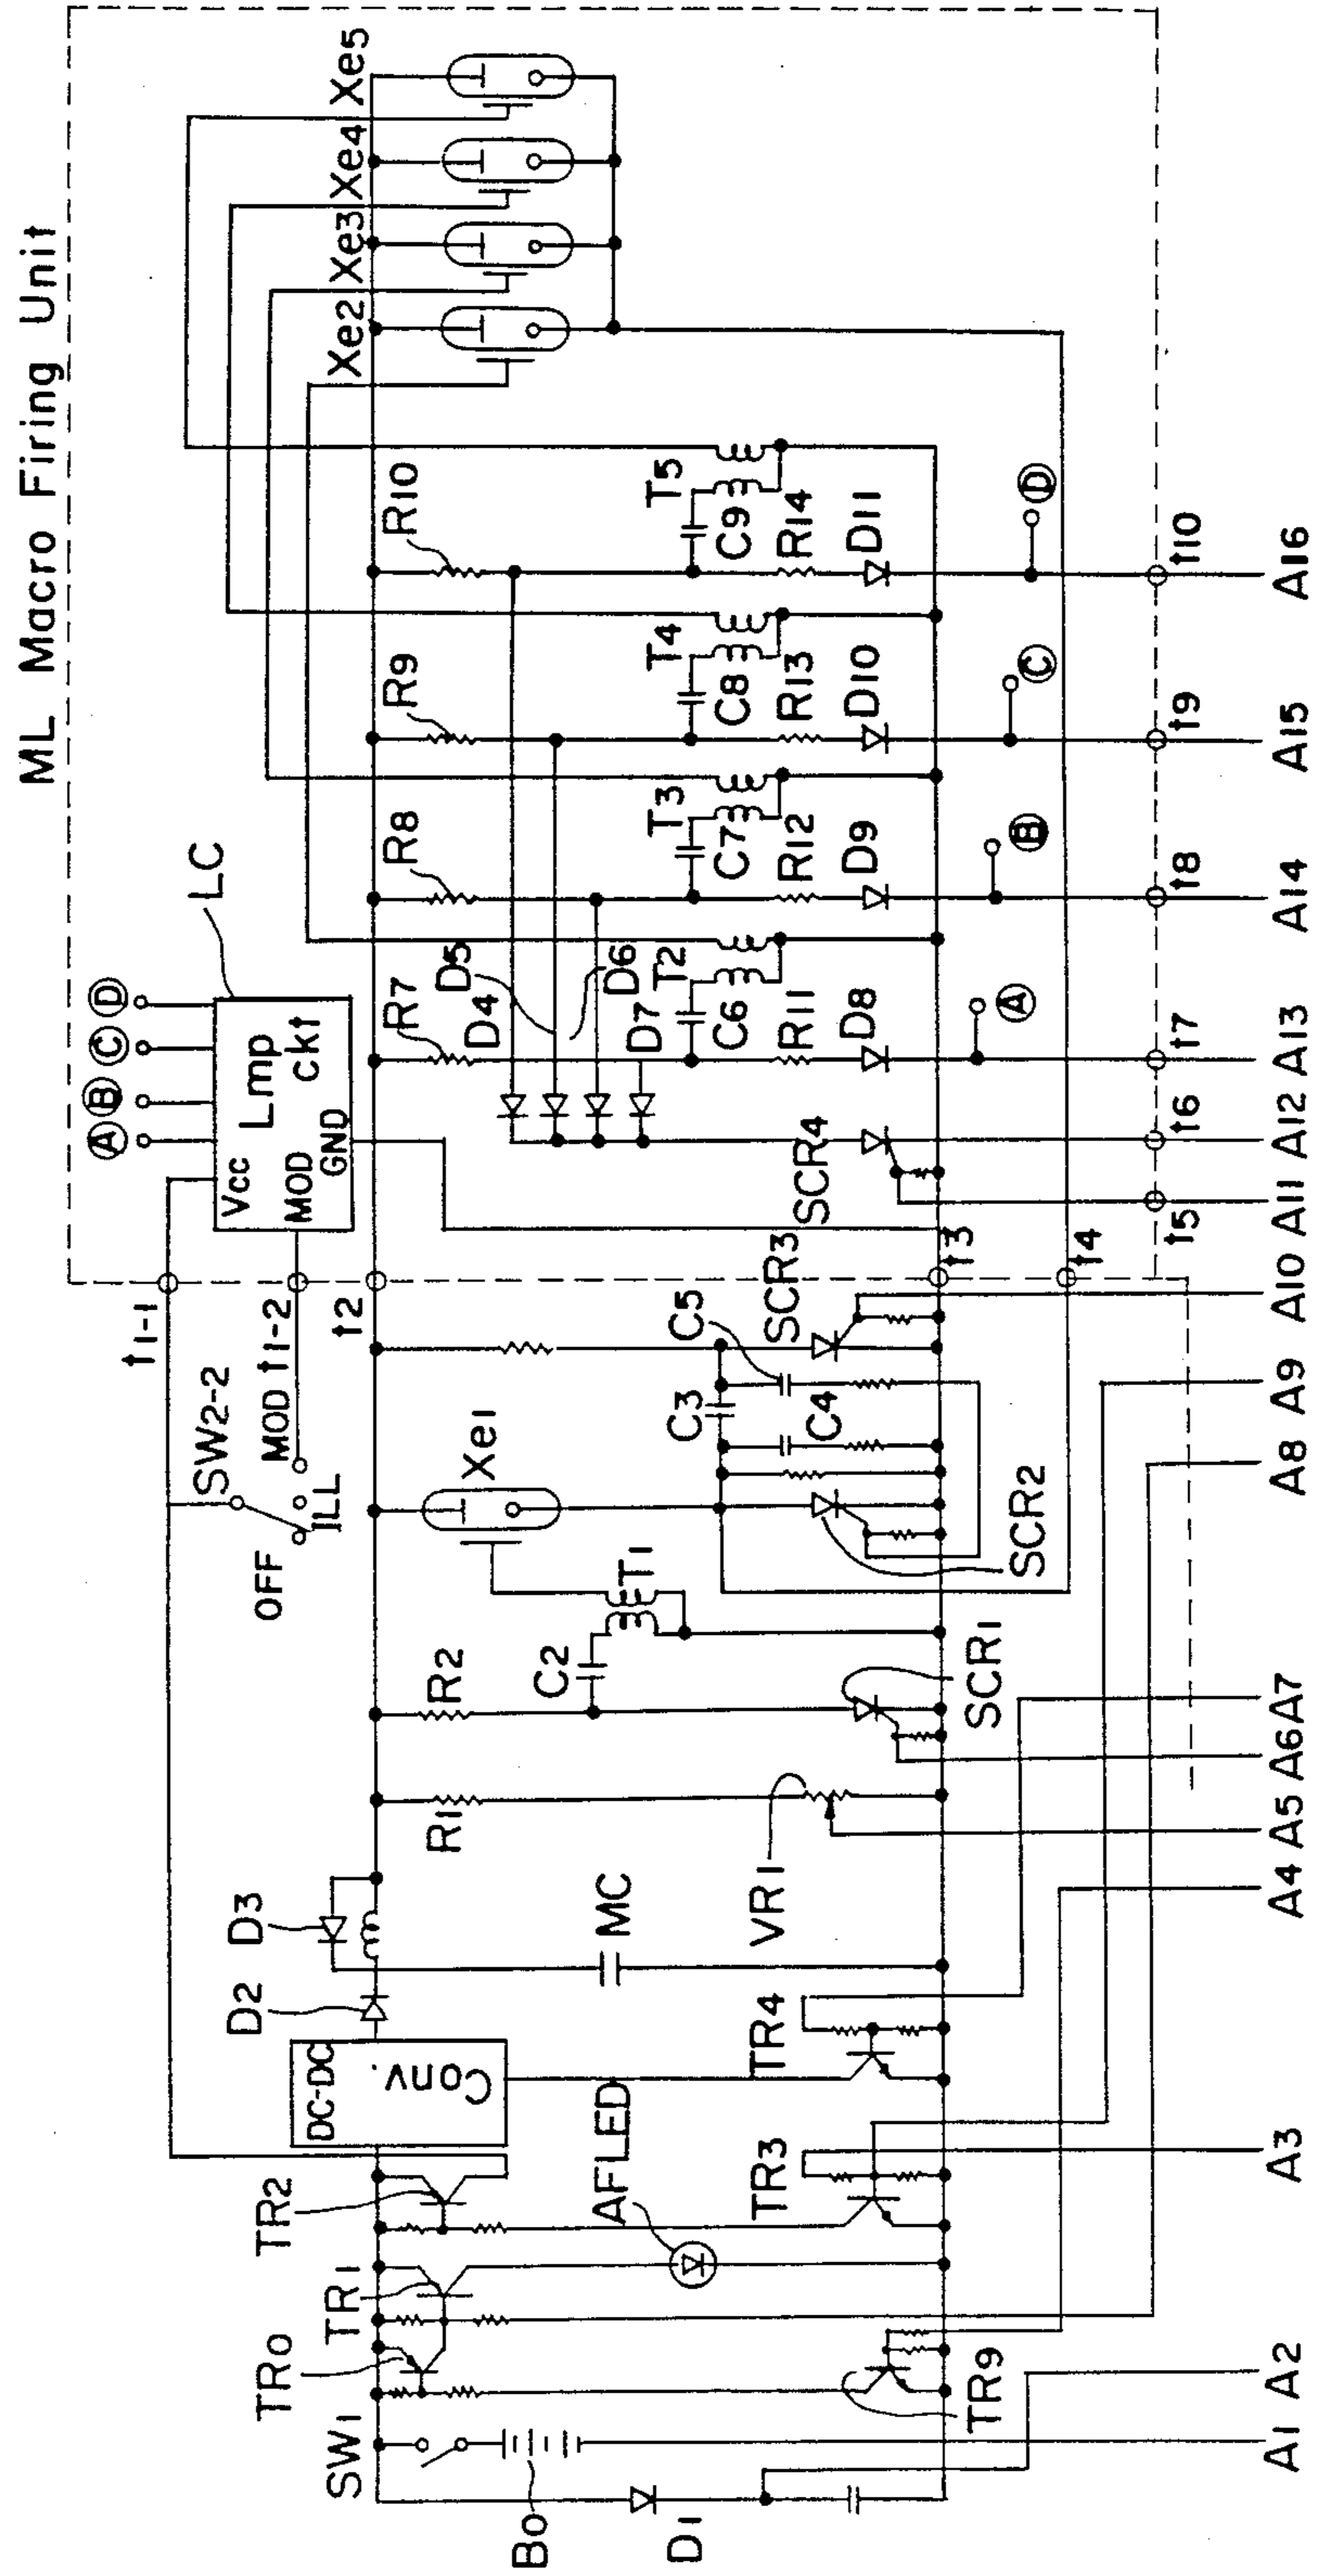 ML Macro Firing Unit
Xe5
Xe4
Xe3
Xe2
LC
Ⓐ
Ⓑ
Ⓒ
Ⓓ
Vcc
Lmp
ckt
MOD
GND
t1-1
SW2-2
MOD
t1-2
OFF
ILL
t2
R7
R8
R9
R10
D4
D5
D6
D7
T2
T3
T4
T5
C6
C7
C8
C9
R11
R12
R13
R14
D8
D9
D10
D11
Ⓐ
Ⓑ
Ⓒ
Ⓓ
SCR4
t3
t4
t5
t6
t7
t8
t9
t10
Xe1
T1
C2
R2
R1
VR1
SCR1
SCR2
SCR3
C3
C4
C5
D3
D2
MC
DC-DC
Conv.
TR4
TR3
AFLED
TR2
TR1
TR0
TR9
SW1
B0
D1
A1
A2
A3
A4
A5
A6
A7
A8
A9
A10
A11
A12
A13
A14
A15
A16